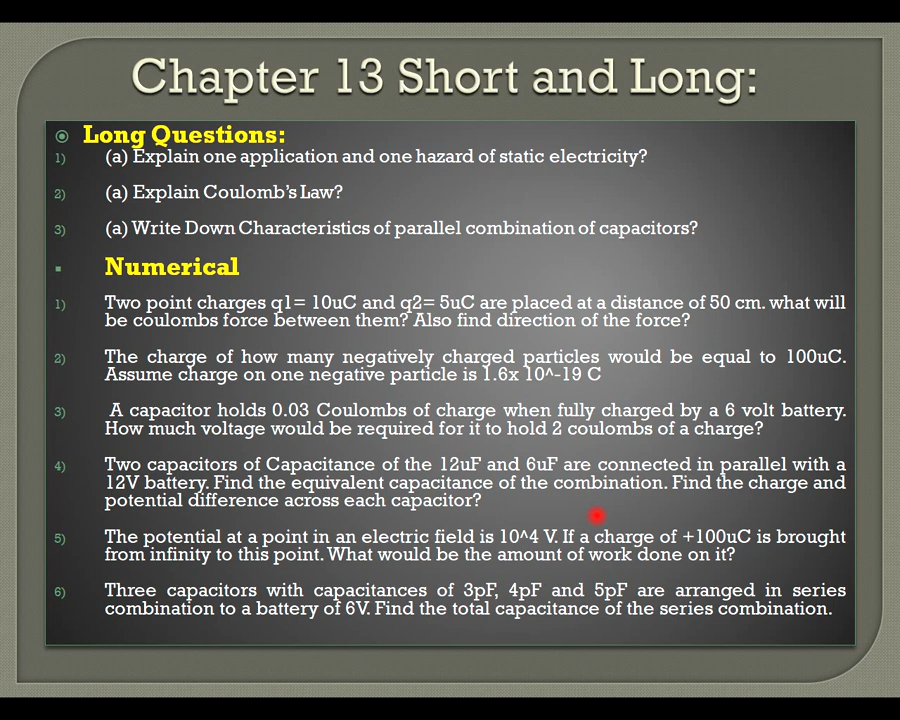 Chapter 13 Short and Long:
Long Questions:
1) (a) Explain one application and one hazard of static electricity?
2) (a) Explain Coulomb's Law?
3) (a) Write Down Characteristics of parallel combination of capacitors?
Numerical
1) Two point charges q1= 10uC and q2= 5uC are placed at a distance of 50 cm. what will
be coulombs force between them? Also find direction of the force?
2) The charge of how many negatively charged particles would be equal to 100uC.
Assume charge on one negative particle is 1.6x 10^-19 C
3) A capacitor holds 0.03 Coulombs of charge when fully charged by a 6 volt battery.
How much voltage would be required for it to hold 2 coulombs of a charge?
4) Two capacitors of Capacitance of the 12uF and 6uF are connected in parallel with a
12V battery. Find the equivalent capacitance of the combination. Find the charge and
potential difference across each capacitor?
5) The potential at a point in an electric field is 10^4 V. If a charge of +100uC is brought
from infinity to this point. What would be the amount of work done on it?
6) Three capacitors with capacitances of 3pF, 4pF and 5pF are arranged in series
combination to a battery of 6V. Find the total capacitance of the series combination.